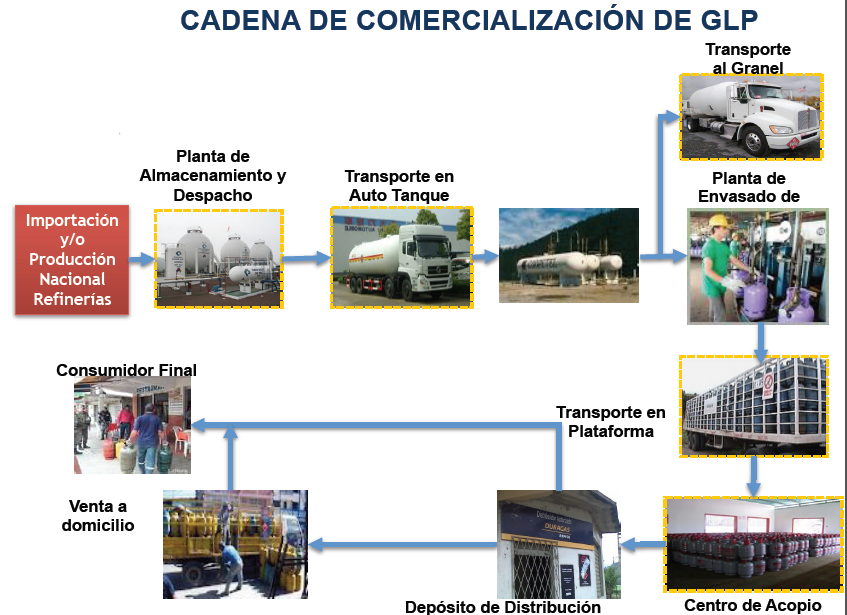 CADENA DE COMERCIALIZACIÓN DE GLP
Transporte
al Granel
Planta de
Almacenamiento y
Despacho
Transporte en
Auto Tanque
Planta de
Envasado de
Importación
y/o
Producción
Nacional
Refinerías
Consumidor Final
Transporte en
Plataforma
Venta a
domicilio
DURAGAS
Depósito de Distribución
Centro de Acopio